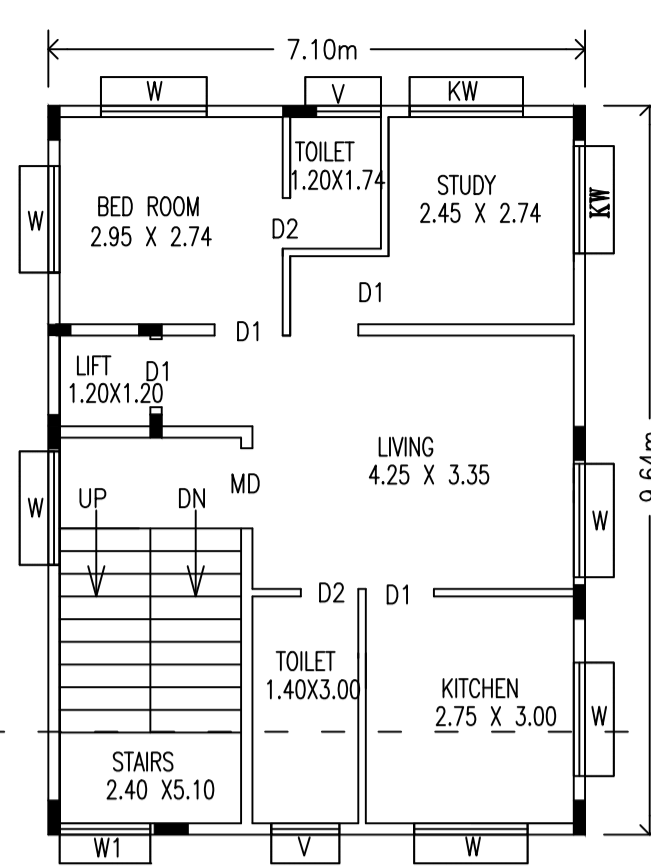 7.10m
W
V
KW
TOILET
1.20X1.74
STUDY
2.45 X 2.74
KW
BED ROOM
2.95 X 2.74
W
D2
D1
D1
LIFT
1.20X1.20
D1
LIVING
4.25 X 3.35
9.64m
MD
UP
DN
W
W
D2
D1
TOILET
1.40X3.00
KITCHEN
2.75 X 3.00
W
STAIRS
2.40 X5.10
W1
V
W